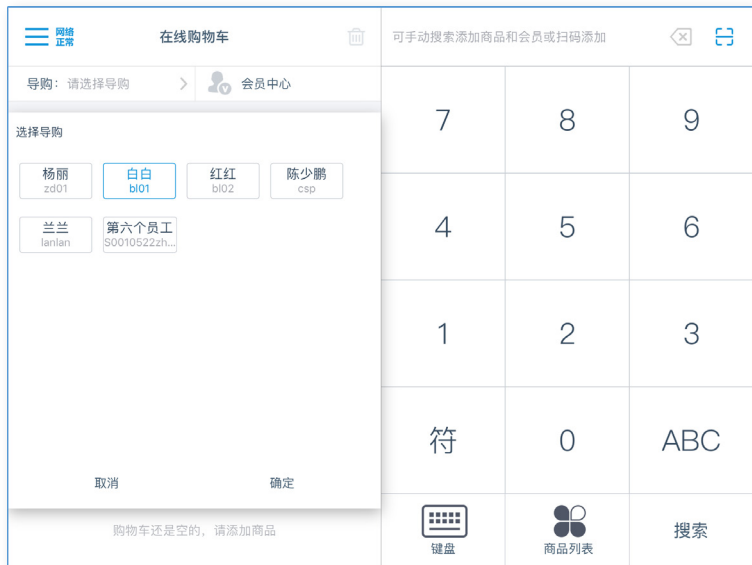 网络
正常
在线购物车
可手动搜索添加商品和会员或扫码添加
导购：请选择导购
会员中心
选择导购
杨丽
zd01
白白
bl01
红红
bl02
陈少鹏
csp
兰兰
lanlan
第六个员工
S0010522zh...
取消
确定
购物车还是空的，请添加商品
7
8
9
4
5
6
1
2
3
符
0
ABC
键盘
商品列表
搜索